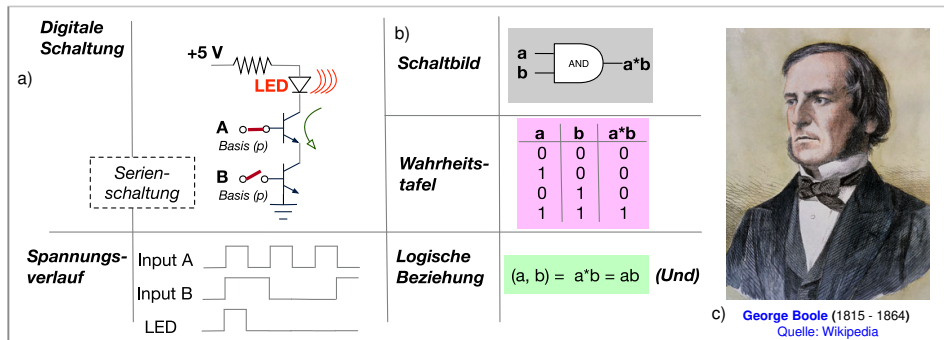 Digitale
Schaltung
a)
+5 V
LED
A
Basis (p)
B
Basis (p)
Serien-
schaltung
Spannungs-
verlauf
Input A
Input B
LED
b)
Schaltbild
a
b
AND
a*b
Wahrheits-
tafel
a b a*b
0 0 0
1 0 0
0 1 0
1 1 1
Logische
Beziehung
(a, b) = a*b = ab (Und)
c) George Boole (1815 - 1864)
Quelle: Wikipedia